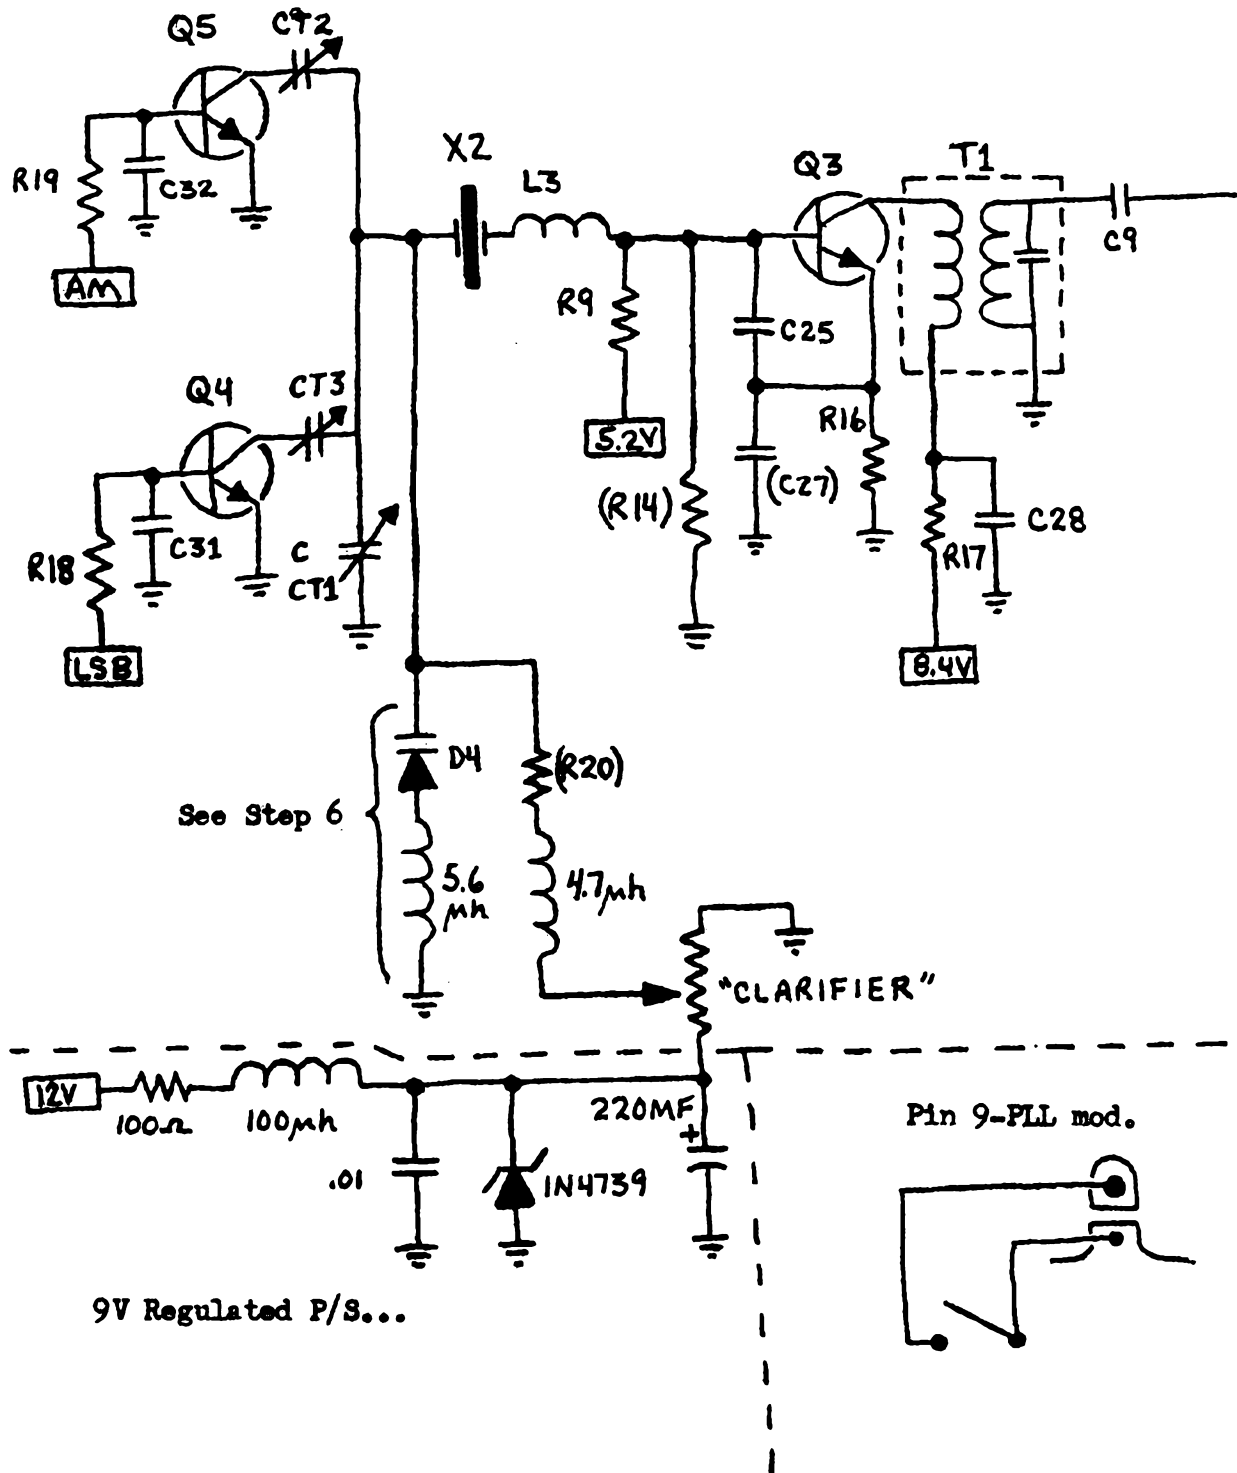 Q5
CT2
R19
C32
AM
X2
L3
Q3
T1
C9
R9
C25
5.2V
Q4
CT3
R16
(R14)
(C27)
R18
C31
C
CT1
R17
C28
LSB
8.4V
D4
(R20)
See Step 6
5.6
μh
4.7μh
"CLARIFIER"
12V
100Ω
100μh
220MF
+
.01
1N4739
Pin 9-PLL mod.
9V Regulated P/S...